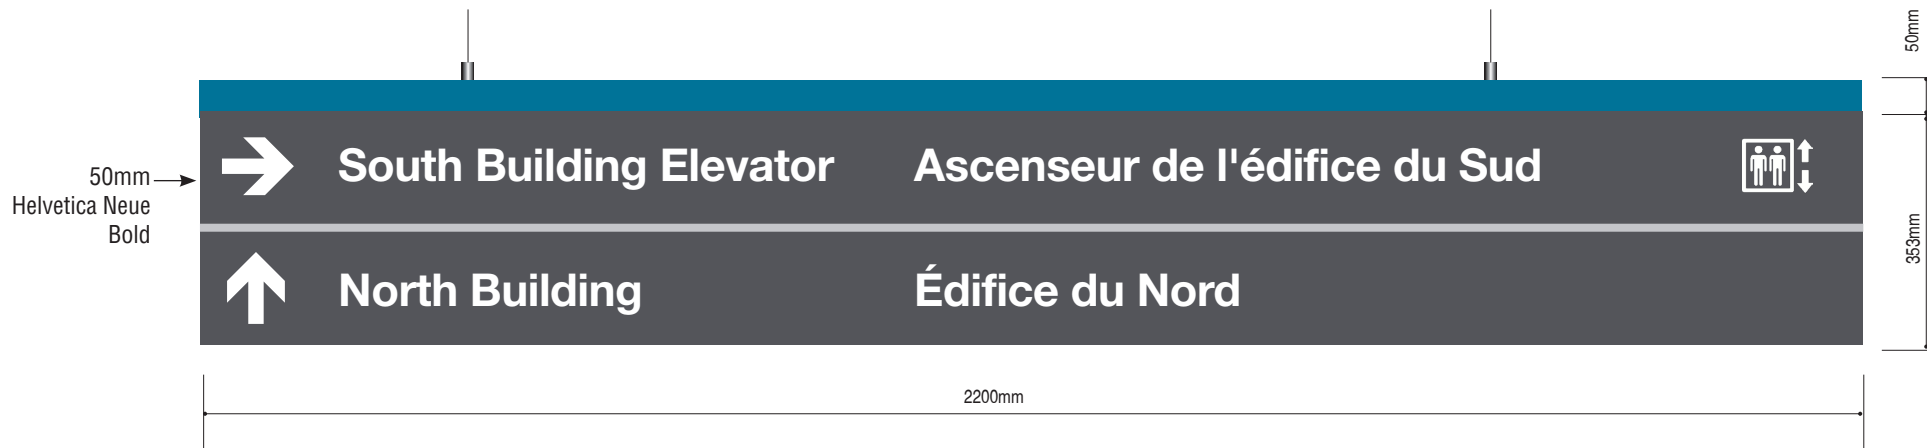 50mm
South Building Elevator Ascenseur de l'édifice du Sud
50mm
Helvetica Neue
Bold
353mm
North Building Édifice du Nord
2200mm